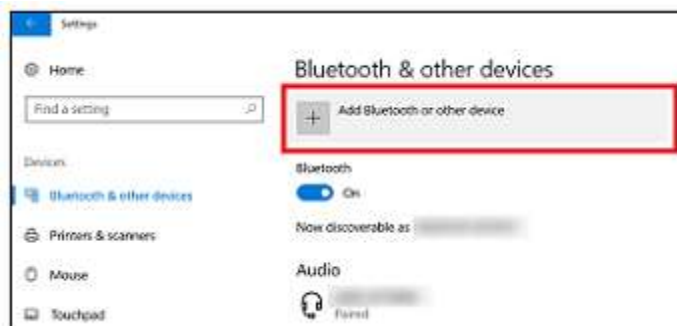 Settings
Home
Find a setting
Devices
Bluetooth & other devices
Printers & scanners
Mouse
Touchpad
Bluetooth & other devices
Add Bluetooth or other device
Bluetooth
On
Now discoverable as
Audio
Paired